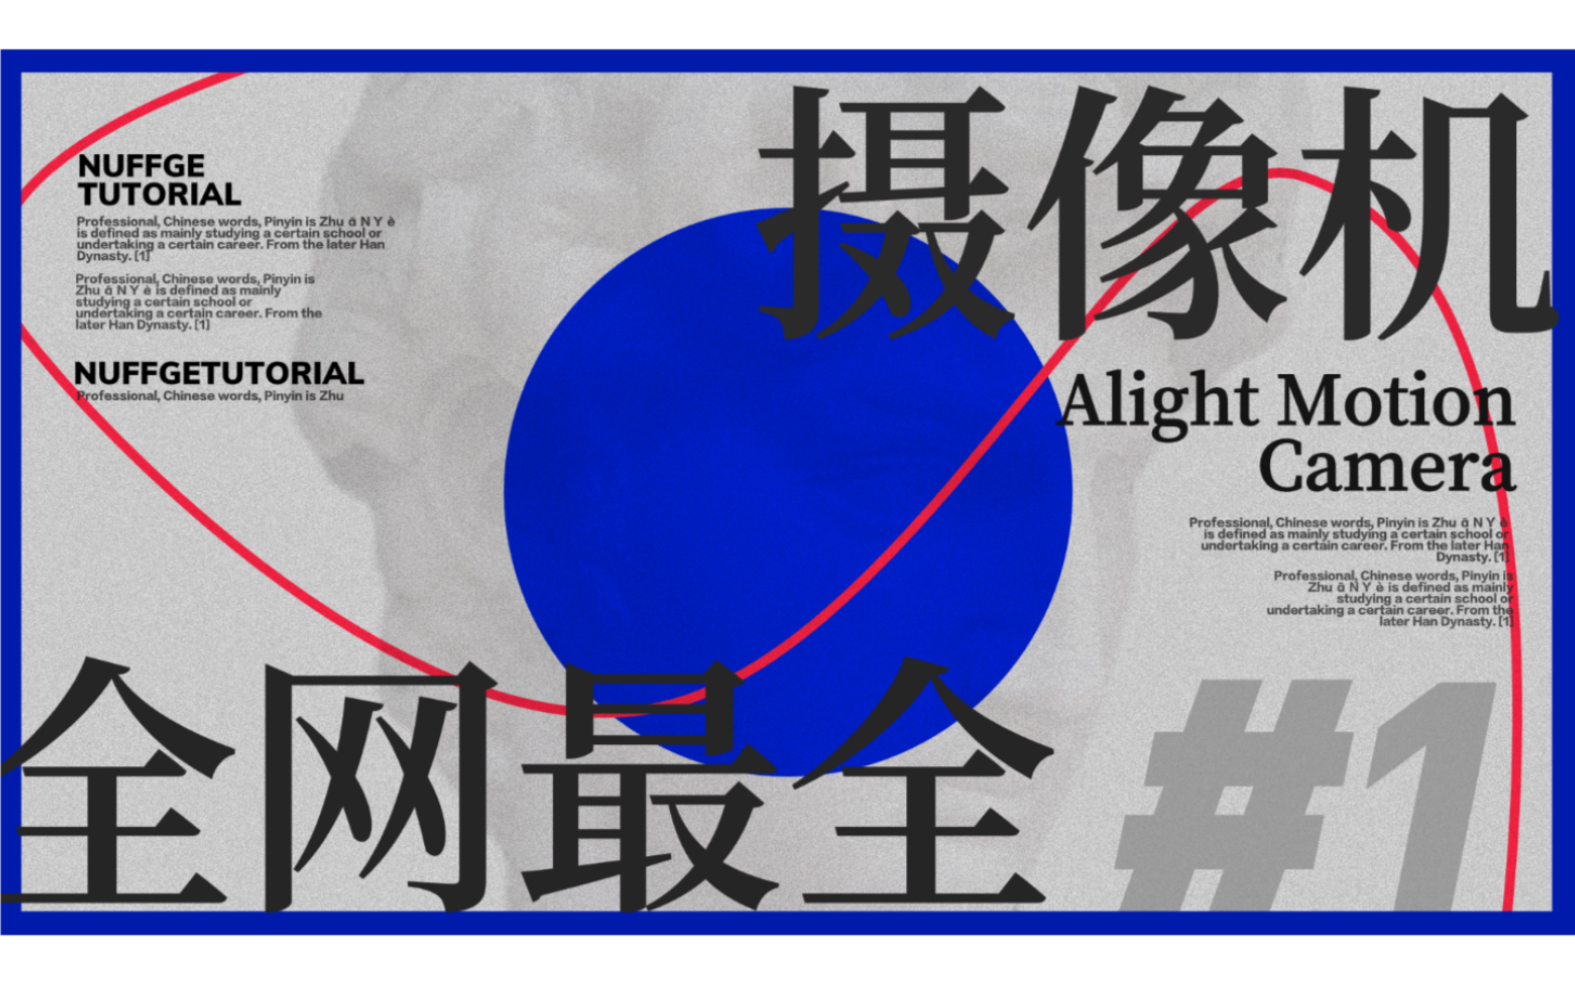 摄像机
NUFFGE
TUTORIAL
Professional, Chinese words, Pinyin is Zhu ā N Y è
is defined as mainly studying a certain school or
undertaking a certain career. From the later Han
Dynasty. [1]
Professional, Chinese words, Pinyin is
Zhu ā N Y è is defined as mainly
studying a certain school or
undertaking a certain career. From the
later Han Dynasty. [1]
NUFFGETUTORIAL
Professional, Chinese words, Pinyin is Zhu
Alight Motion
Camera
Professional, Chinese words, Pinyin is Zhu ā N Y è
is defined as mainly studying a certain school or
undertaking a certain career. From the later Han
Dynasty. [1]
Professional, Chinese words, Pinyin is
Zhu ā N Y è is defined as mainly
studying a certain school or
undertaking a certain career. From the
later Han Dynasty. [1]
全网最全
#1